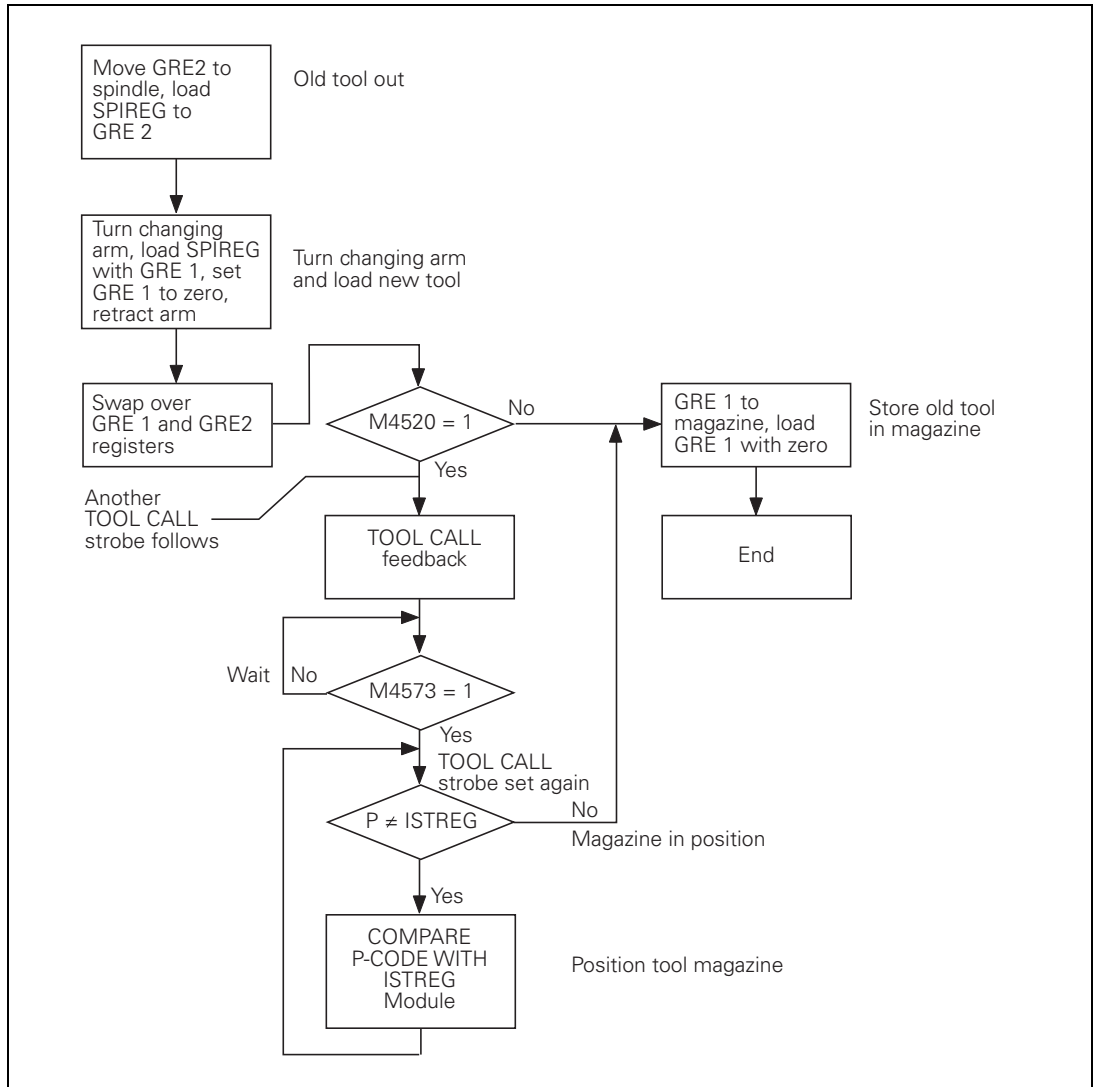 Move GRE2 to
spindle, load
SPIREG to
GRE 2
Old tool out
Turn changing
arm, load SPIREG
with GRE 1, set
GRE 1 to zero,
retract arm
Turn changing arm
and load new tool
Swap over
GRE 1 and GRE2
registers
M4520 = 1
No
Yes
GRE 1 to
magazine, load
GRE 1 with zero
Store old tool
in magazine
Another
TOOL CALL
strobe follows
TOOL CALL
feedback
End
Wait
No
M4573 = 1
Yes
TOOL CALL
strobe set again
P ≠ ISTREG
No
Magazine in position
Yes
COMPARE
P-CODE WITH
ISTREG
Module
Position tool magazine